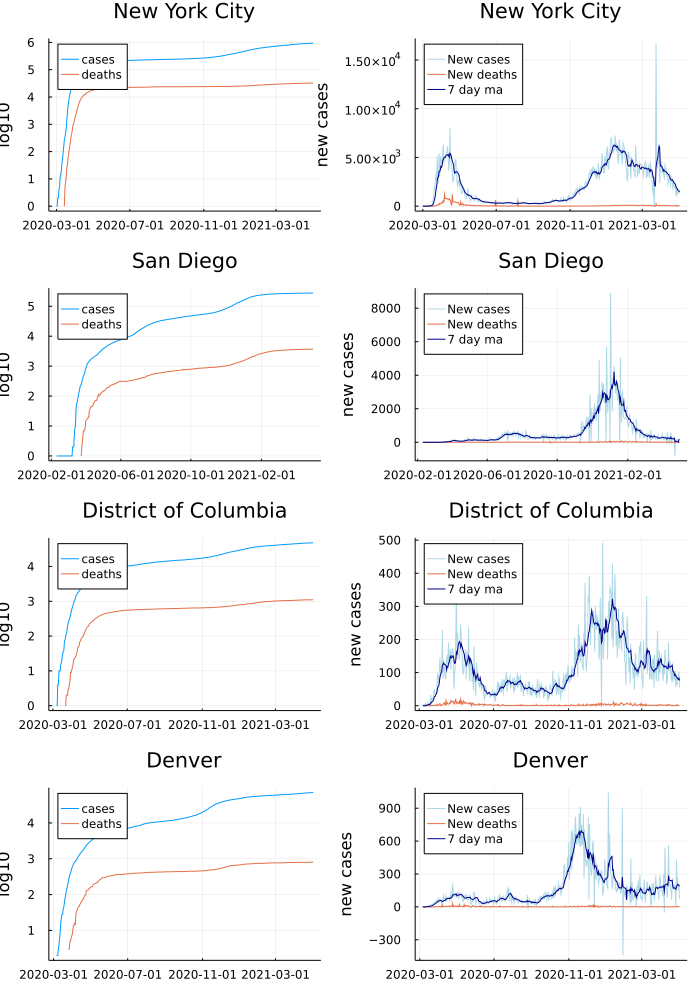 New York City
New York City
6
5
4
3
2
1
0
log10
cases
deaths
2020-03-01 2020-07-01 2020-11-01 2021-03-01
1.50×10⁴
1.00×10⁴
5.00×10³
0
new cases
New cases
New deaths
7 day ma
2020-03-01 2020-07-01 2020-11-01 2021-03-01
San Diego
San Diego
5
4
3
2
1
0
log10
cases
deaths
2020-02-01 2020-06-01 2020-10-01 2021-02-01
8000
6000
4000
2000
0
new cases
New cases
New deaths
7 day ma
2020-02-01 2020-06-01 2020-10-01 2021-02-01
District of Columbia
District of Columbia
4
3
2
1
0
log10
cases
deaths
2020-03-01 2020-07-01 2020-11-01 2021-03-01
500
400
300
200
100
0
new cases
New cases
New deaths
7 day ma
2020-03-01 2020-07-01 2020-11-01 2021-03-01
Denver
Denver
4
3
2
1
log10
cases
deaths
2020-03-01 2020-07-01 2020-11-01 2021-03-01
900
600
300
0
−300
new cases
New cases
New deaths
7 day ma
2020-03-01 2020-07-01 2020-11-01 2021-03-01